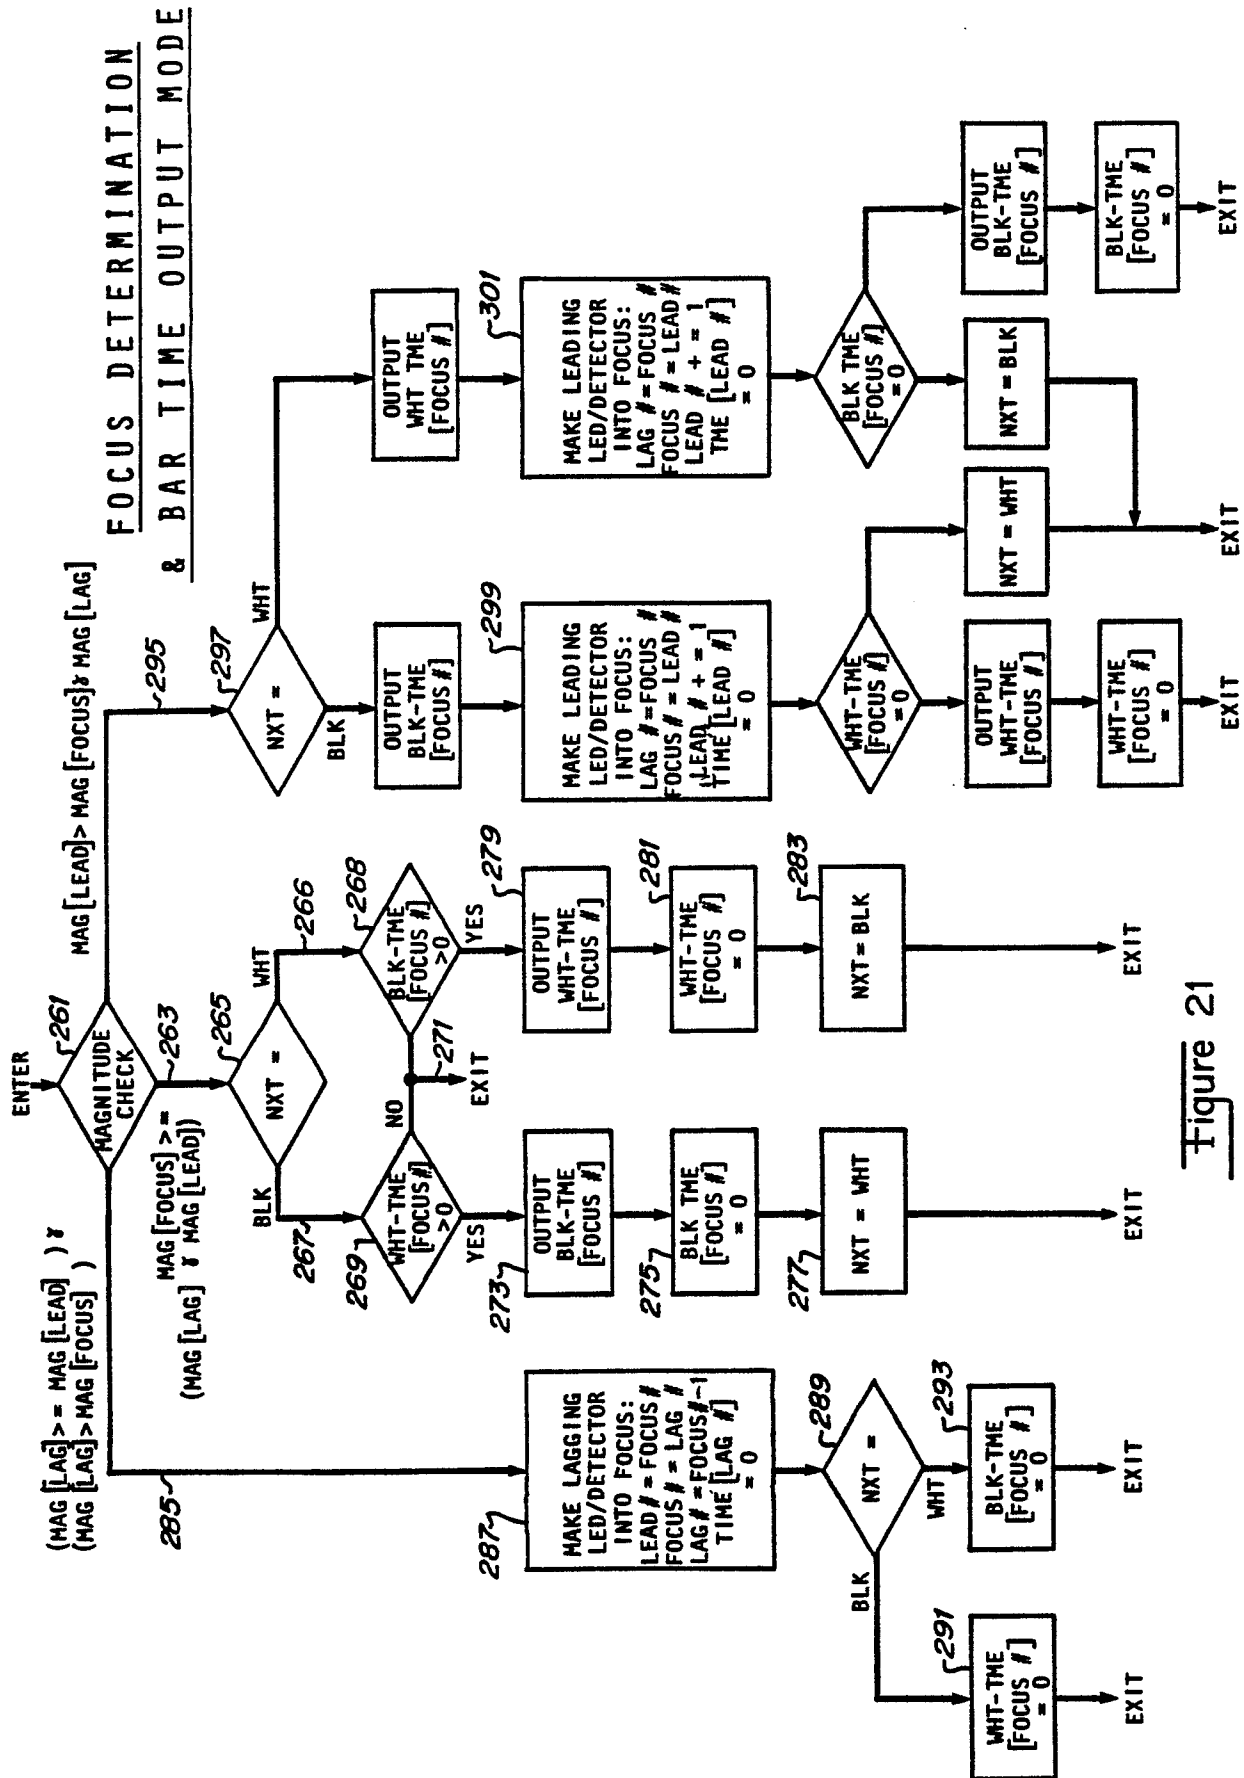 FOCUS DETERMINATION
& BAR TIME OUTPUT MODE
ENTER
261
MAGNITUDE
CHECK
(MAG[LAG]>= MAG[LEAD] ) ɣ
(MAG[LAG]>MAG[FOCUS] )
285
263
MAG[FOCUS] >=
(MAG[LAG] ɣ MAG[LEAD])
MAG[LEAD]> MAG[FOCUS]ɣ MAG[LAG]
295
287
MAKE LAGGING
LED/DETECTOR
INTO FOCUS:
LEAD#=FOCUS#
FOCUS#=LAG #
LAG#=FOCUS#-1
TIME[LAG #]
= 0
289
NXT =
BLK
WHT
291
WHT-TME
[FOCUS #]
= 0
EXIT
293
BLK-TME
[FOCUS #]
= 0
EXIT
265
NXT =
BLK
WHT
267
266
269
WHT-TME
[FOCUS#]
>0
NO
YES
268
BLK-TME
[FOCUS #]
>0
YES
271
EXIT
273
OUTPUT
BLK-TME
[FOCUS #]
275
BLK TME
[FOCUS #]
= 0
277
NXT = WHT
EXIT
279
OUTPUT
WHT-TME
[FOCUS #]
281
WHT-TME
[FOCUS #]
= 0
283
NXT=BLK
EXIT
297
NXT =
BLK
WHT
OUTPUT
BLK-TME
[FOCUS#]
299
MAKE LEADING
LED/DETECTOR
INTO FOCUS:
LAG #=FOCUS #
FOCUS#=LEAD#
LEAD # + = 1
TIME[LEAD #]
= 0
WHT-TME
[FOCUS #]
= 0
OUTPUT
WHT-TME
[FOCUS #]
WHT-TME
[FOCUS #]
= 0
EXIT
NXT = WHT
EXIT
OUTPUT
WHT TME
[FOCUS #]
301
MAKE LEADING
LED/DETECTOR
INTO FOCUS:
LAG #=FOCUS #
FOCUS #=LEAD#
LEAD # + = 1
TME [LEAD #]
= 0
BLK TME
[FOCUS #]
= 0
NXT = BLK
OUTPUT
BLK-TME
[FOCUS #]
BLK-TME
[FOCUS #]
= 0
EXIT
Figure 21